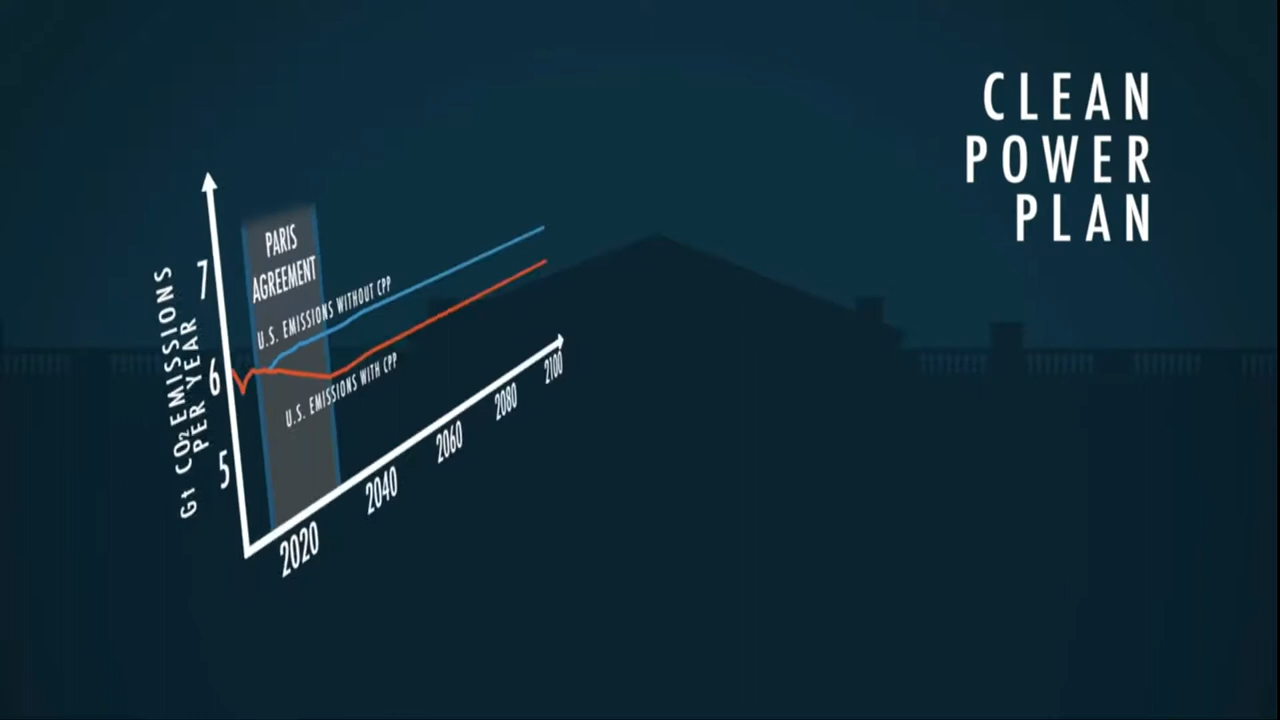 CLEAN
POWER
PLAN
PARIS
AGREEMENT
U.S. EMISSIONS WITHOUT CPP
U.S. EMISSIONS WITH CPP
Gt CO₂ EMISSIONS
PER YEAR
7
6
5
2020
2040
2060
2080
2100